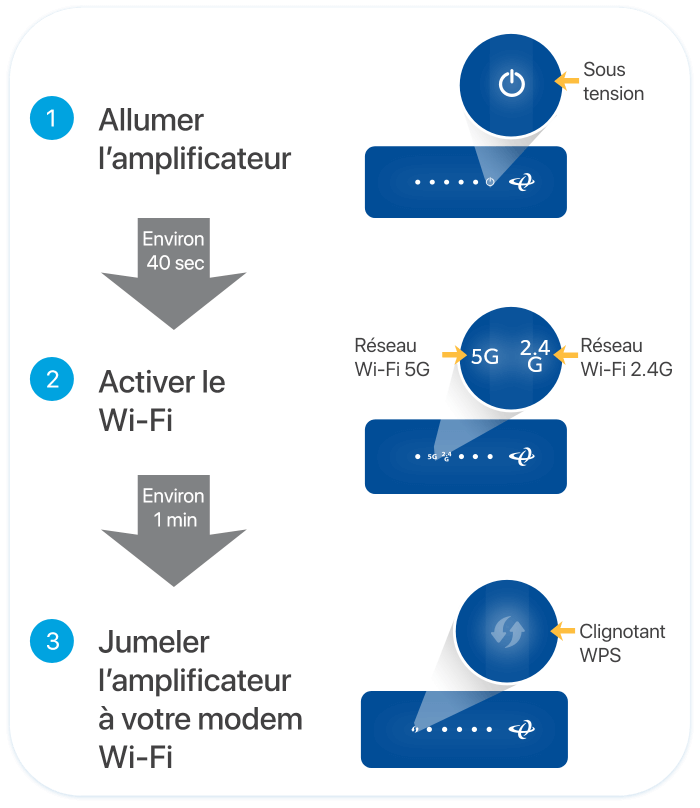 1
Allumer
l'amplificateur
Sous
tension
Environ
40 sec
2
Activer le
Wi-Fi
Réseau
Wi-Fi 5G
5G
2.4
G
Réseau
Wi-Fi 2.4G
5G 2.4
G
Environ
1 min
3
Jumeler
l'amplificateur
à votre modem
Wi-Fi
Clignotant
WPS